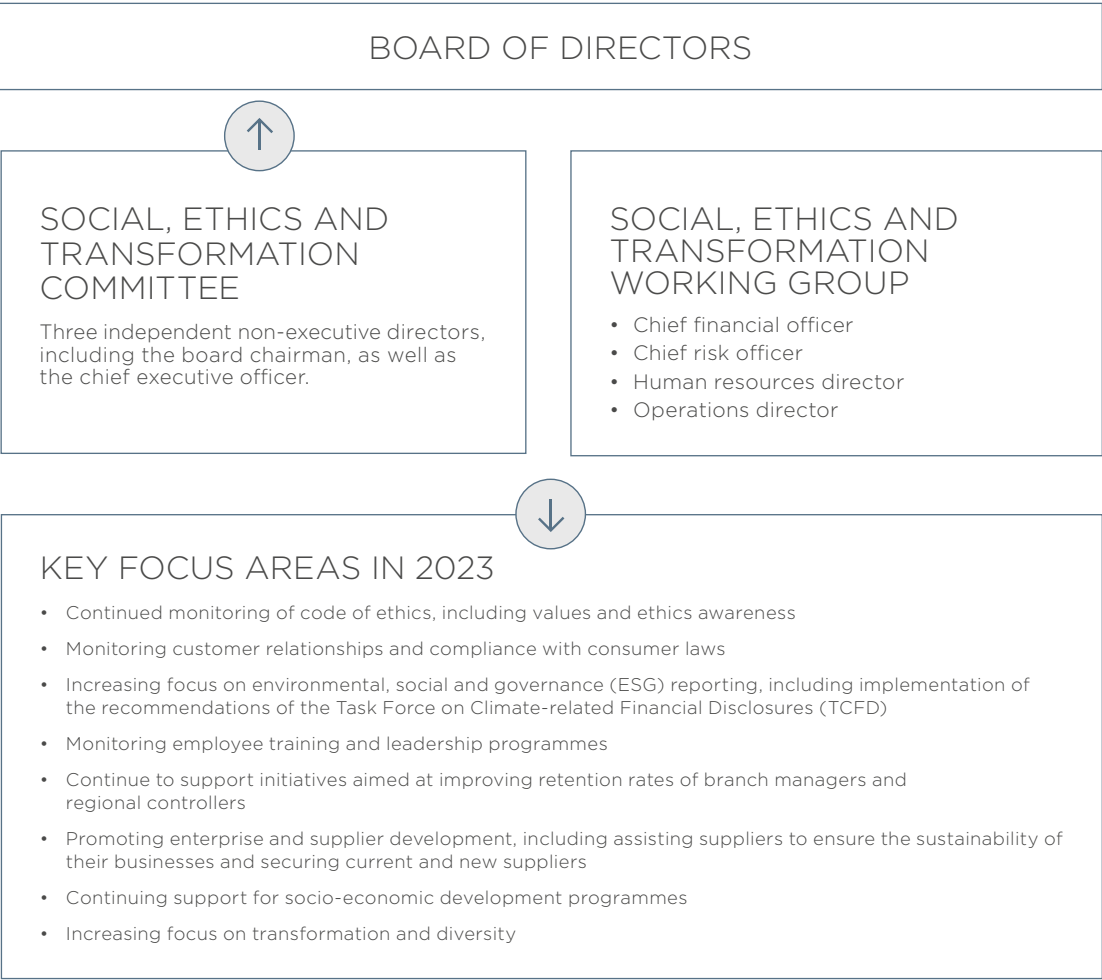 BOARD OF DIRECTORS
SOCIAL, ETHICS AND
TRANSFORMATION
COMMITTEE
Three independent non-executive directors,
including the board chairman, as well as
the chief executive officer.
SOCIAL, ETHICS AND
TRANSFORMATION
WORKING GROUP
• Chief financial officer
• Chief risk officer
• Human resources director
• Operations director
KEY FOCUS AREAS IN 2023
• Continued monitoring of code of ethics, including values and ethics awareness
• Monitoring customer relationships and compliance with consumer laws
• Increasing focus on environmental, social and governance (ESG) reporting, including implementation of
the recommendations of the Task Force on Climate-related Financial Disclosures (TCFD)
• Monitoring employee training and leadership programmes
• Continue to support initiatives aimed at improving retention rates of branch managers and
regional controllers
• Promoting enterprise and supplier development, including assisting suppliers to ensure the sustainability of
their businesses and securing current and new suppliers
• Continuing support for socio-economic development programmes
• Increasing focus on transformation and diversity